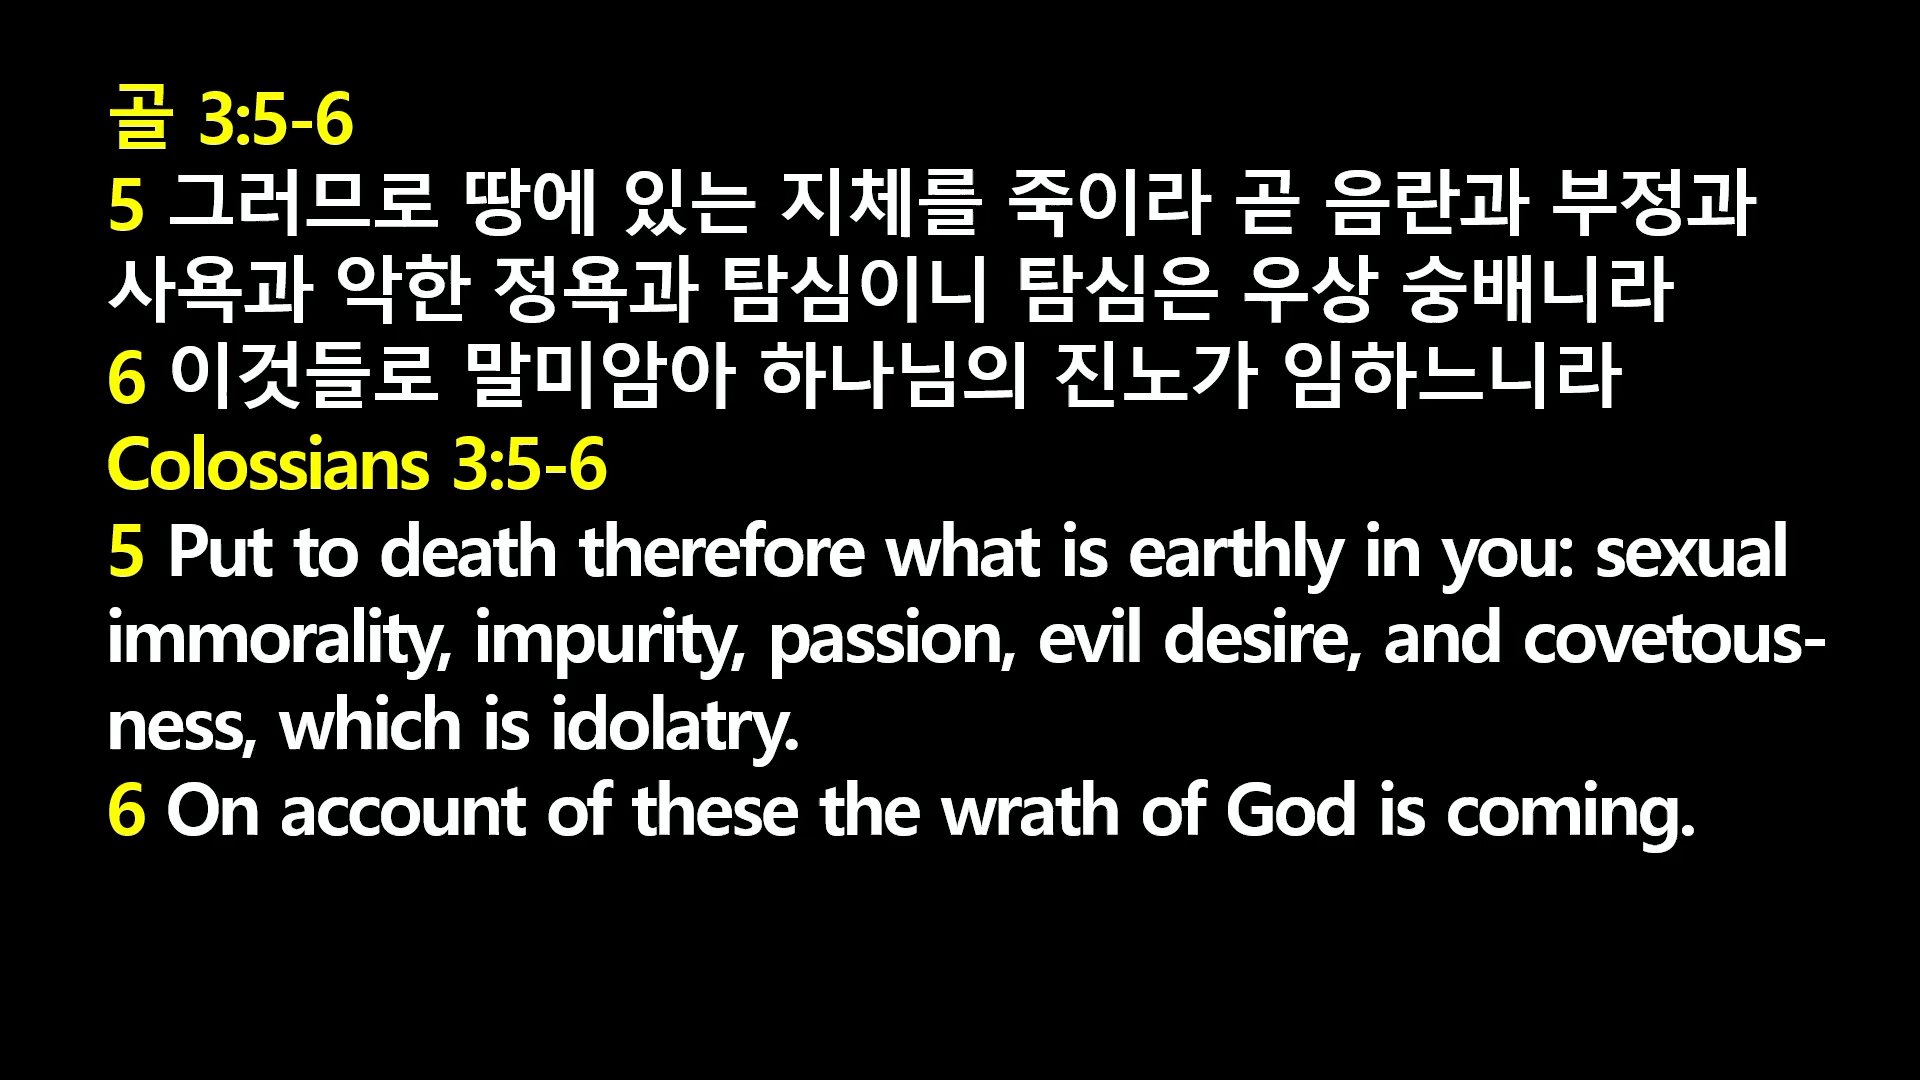 골 3:5-6
5 그러므로 땅에 있는 지체를 죽이라 곧 음란과 부정과
사욕과 악한 정욕과 탐심이니 탐심은 우상 숭배니라
6 이것들로 말미암아 하나님의 진노가 임하느니라
Colossians 3:5-6
5 Put to death therefore what is earthly in you: sexual
immorality, impurity, passion, evil desire, and covetous-
ness, which is idolatry.
6 On account of these the wrath of God is coming.